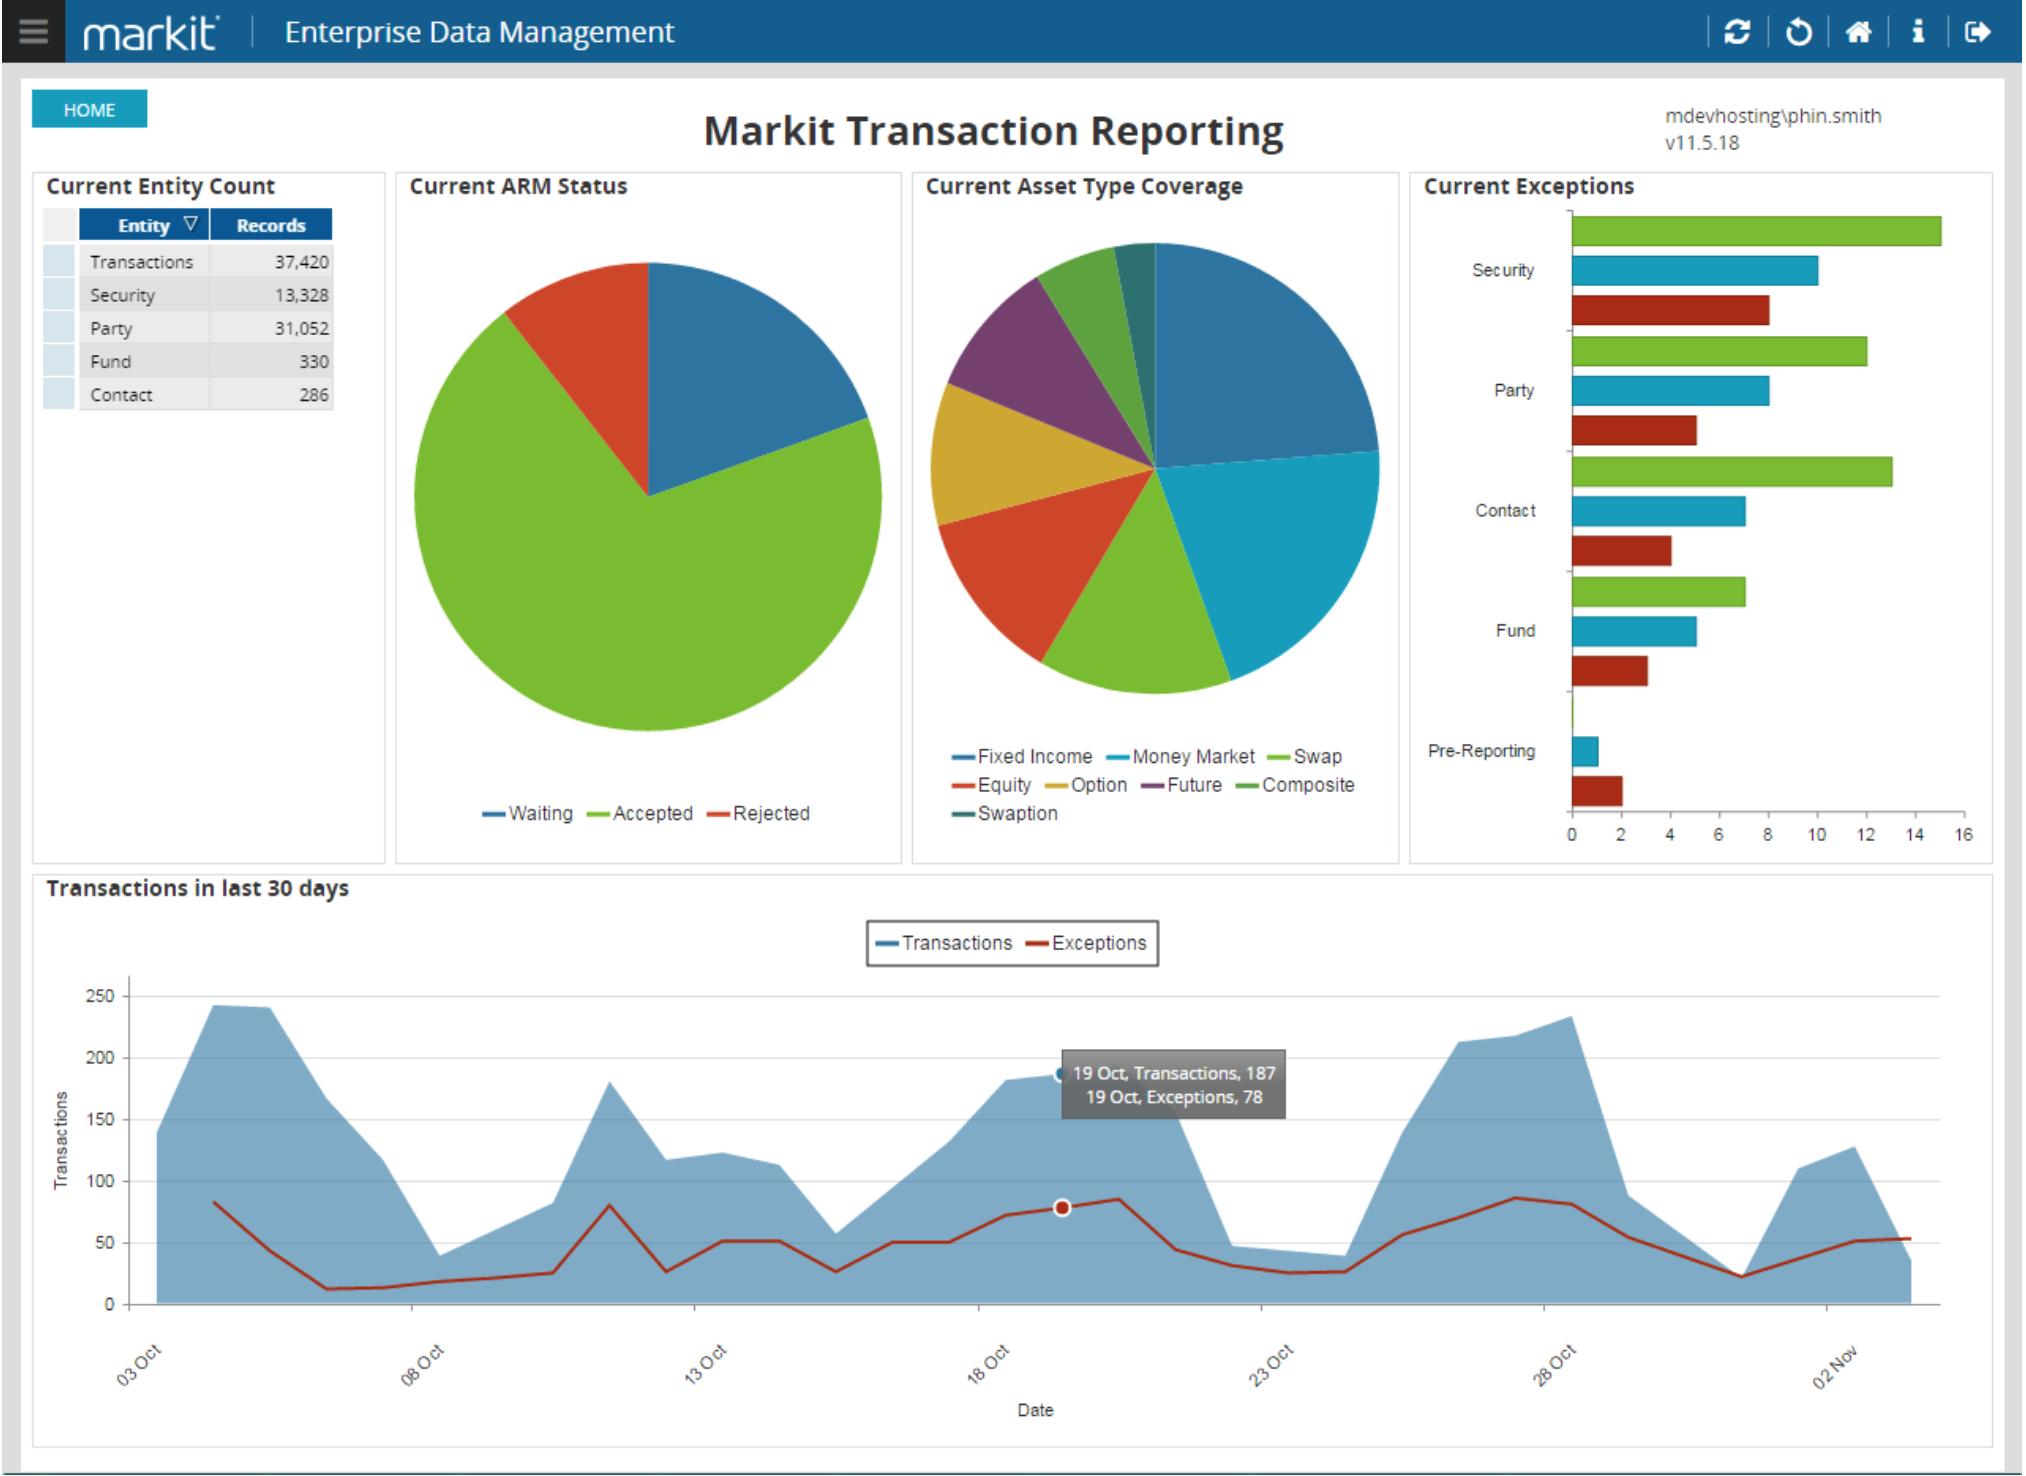 markit
Enterprise Data Management
HOME
Markit Transaction Reporting
mdevhosting\phin.smith
v11.5.18
Current Entity Count
Entity Records
Transactions 37,420
Security 13,328
Party 31,052
Fund 330
Contact 286
Current ARM Status
Waiting Accepted Rejected
Current Asset Type Coverage
Fixed Income Money Market Swap
Equity Option Future Composite
Swaption
Current Exceptions
Security
Party
Contact
Fund
Pre-Reporting
0 2 4 6 8 10 12 14 16
Transactions in last 30 days
Transactions Exceptions
250
200
150
100
50
0
Transactions
19 Oct, Transactions, 187
19 Oct, Exceptions, 78
03 Oct 08 Oct 13 Oct 18 Oct 23 Oct 28 Oct 02 Nov
Date